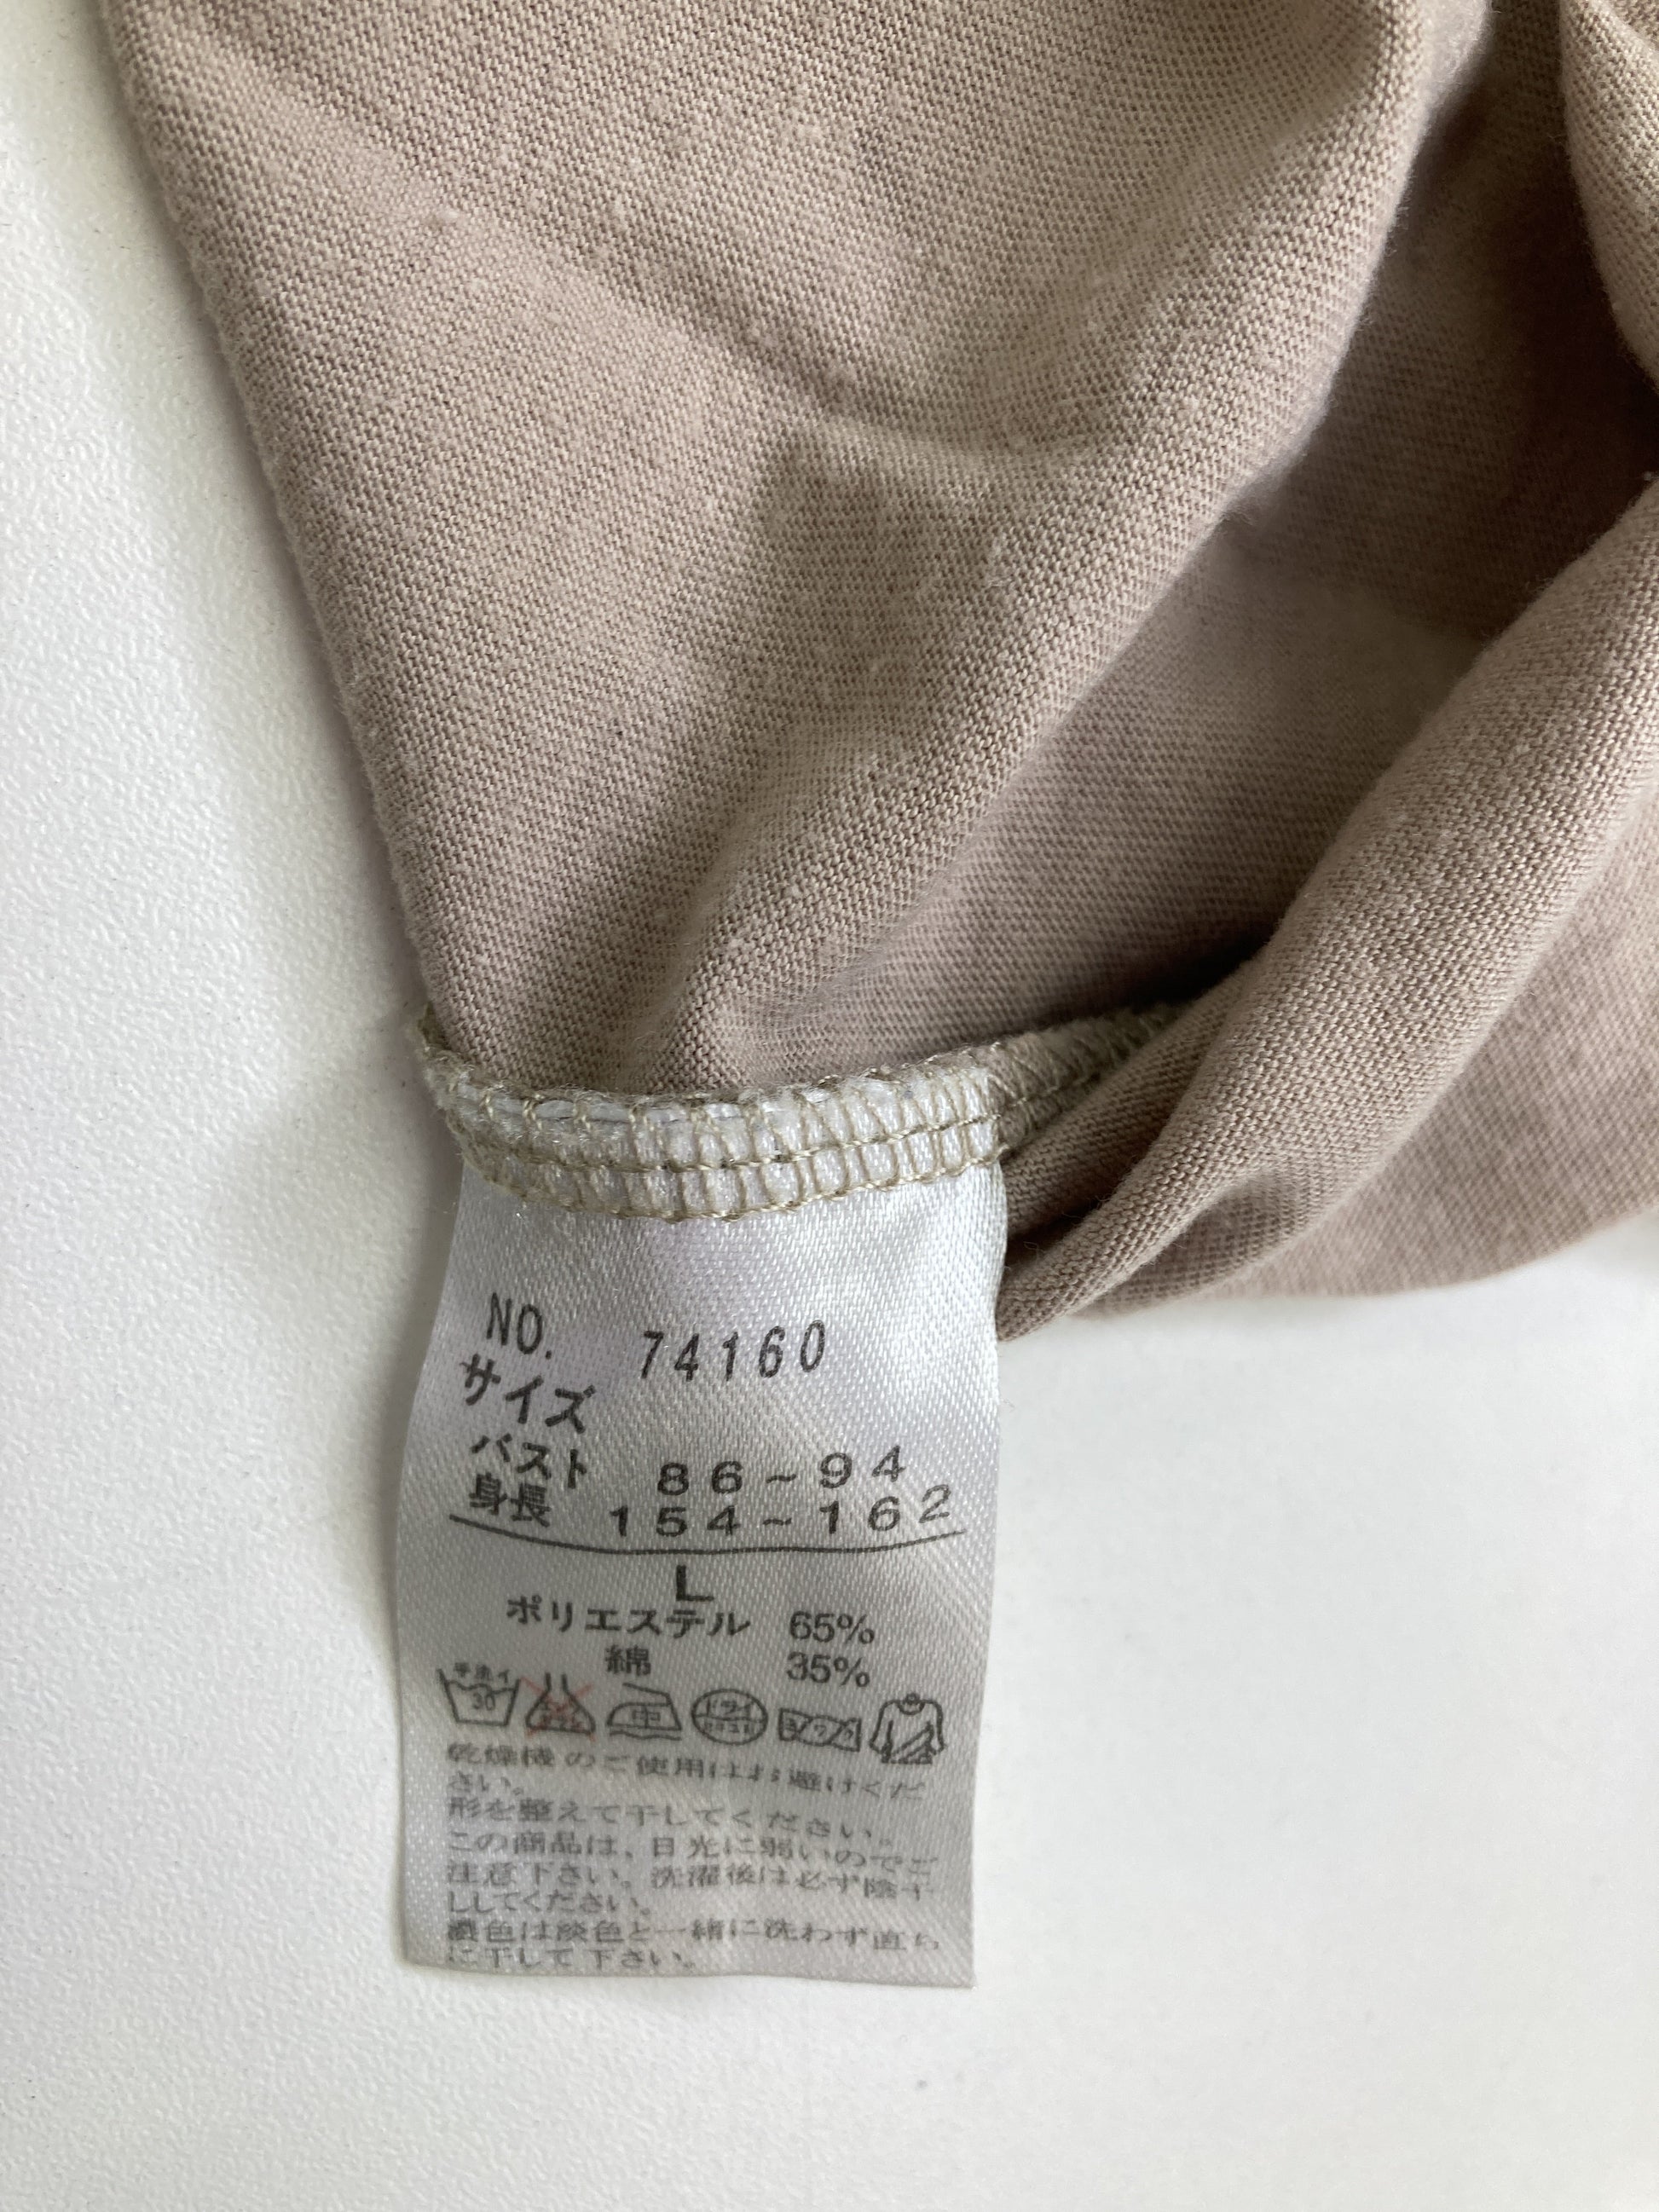 NO. 74160
サイズ
バスト 86~94
身長 154~162
L
ポリエステル 65%
綿 35%
手洗イ
30
中
ドライ
ヨワク
乾燥機のご使用はお避けくだ
さい。
形を整えて干してください。
この商品は、日光に弱いのでご
注意下さい。洗濯後は必ず陰干
ししてください。
濃色は淡色と一緒に洗わず直ち
に干して下さい。